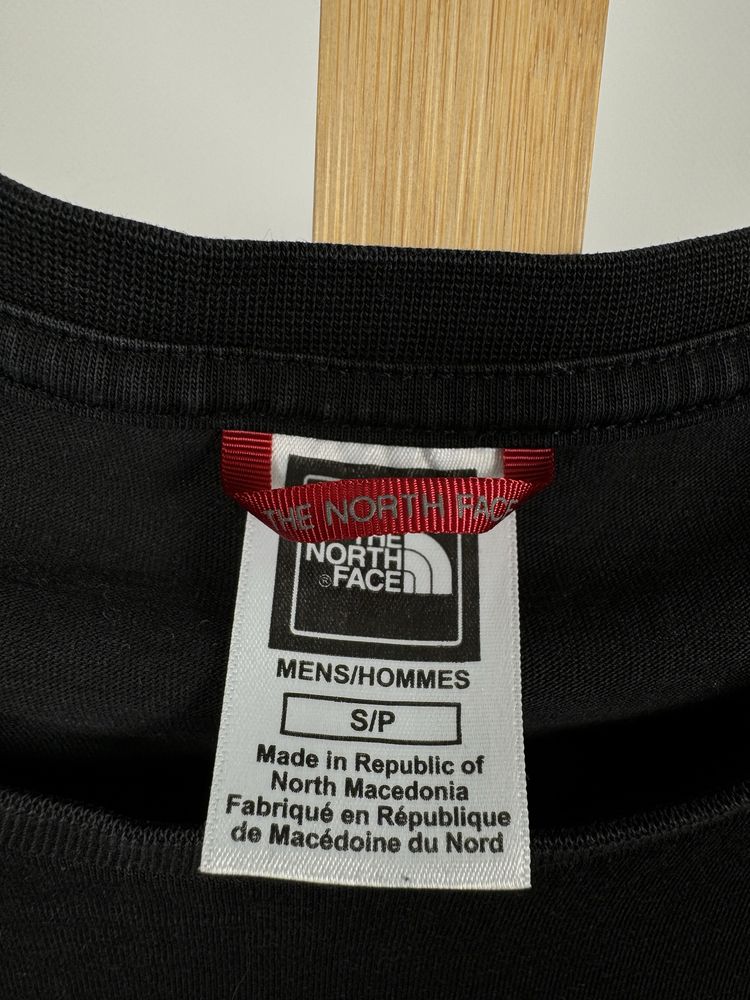 THE NORTH FACE
THE
NORTH
®FACE
MENS/HOMMES
S/P
Made in Republic of
North Macedonia
Fabriqué en République
de Macédoine du Nord